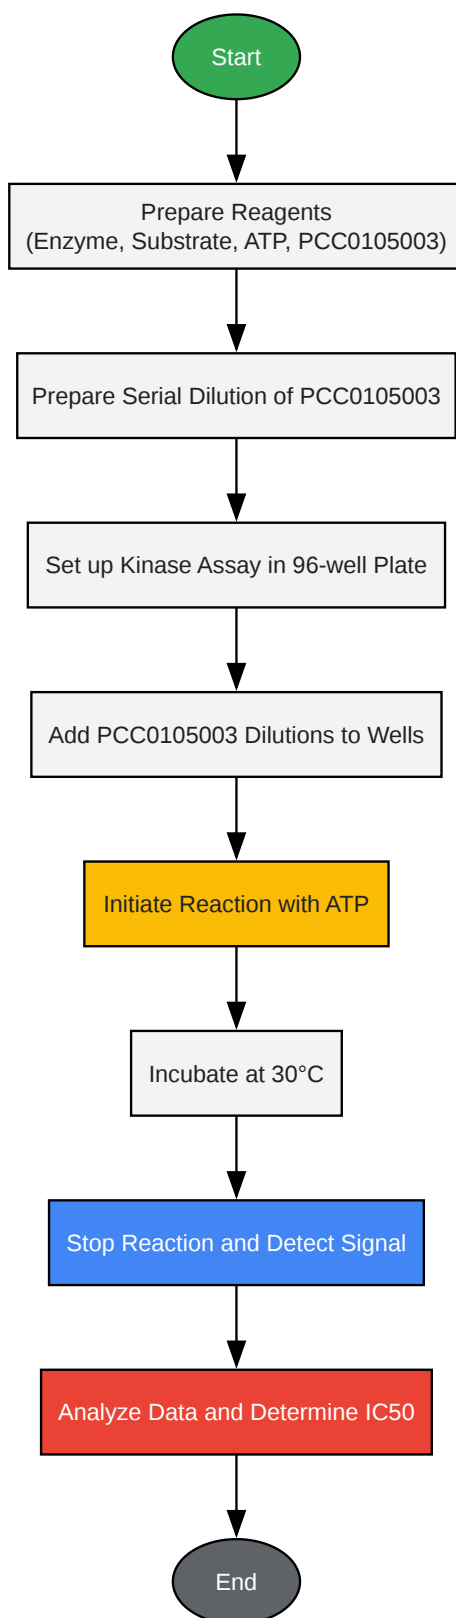 Start
Prepare Reagents
(Enzyme, Substrate, ATP, PCC0105003)
Prepare Serial Dilution of PCC0105003
Set up Kinase Assay in 96-well Plate
Add PCC0105003 Dilutions to Wells
Initiate Reaction with ATP
Incubate at 30°C
Stop Reaction and Detect Signal
Analyze Data and Determine IC50
End